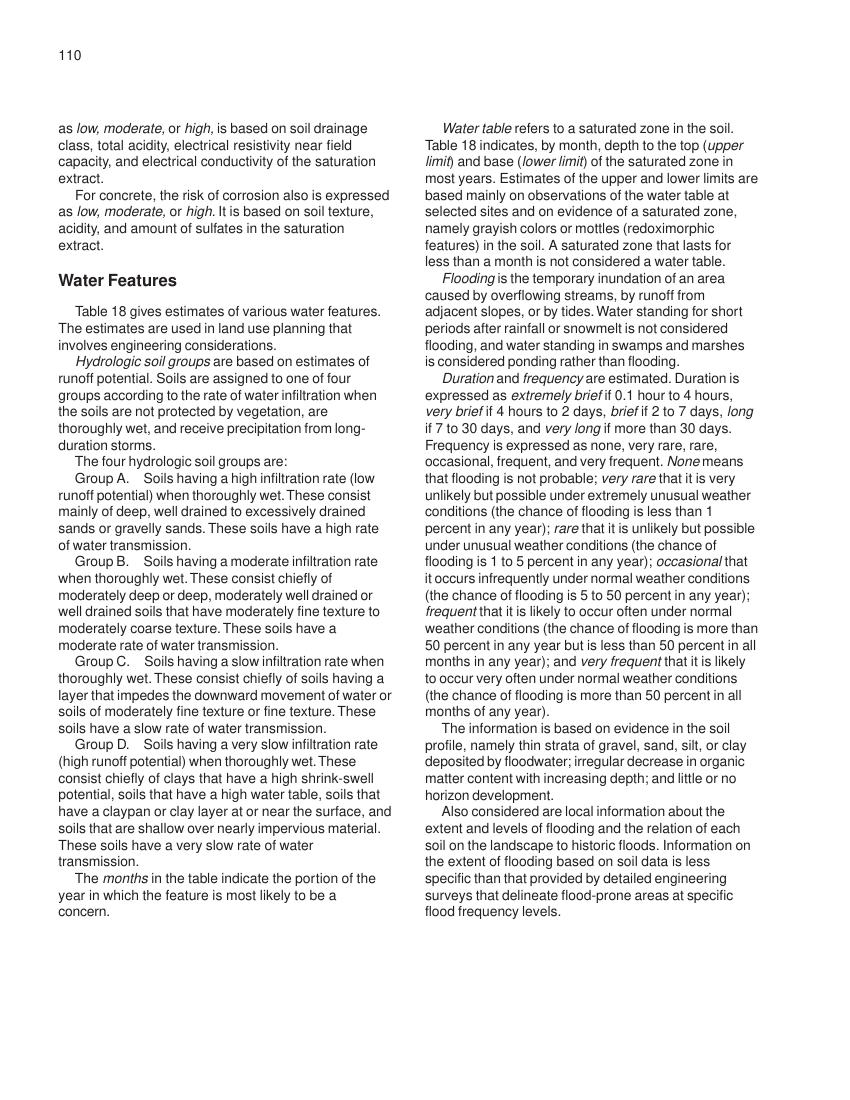 110
as low, moderate, or high, is based on soil drainage
class, total acidity, electrical resistivity near field
capacity, and electrical conductivity of the saturation
extract.
For concrete, the risk of corrosion also is expressed
as low, moderate, or high. It is based on soil texture,
acidity, and amount of sulfates in the saturation
extract.
Water Features
Table 18 gives estimates of various water features.
The estimates are used in land use planning that
involves engineering considerations.
Hydrologic soil groups are based on estimates of
runoff potential. Soils are assigned to one of four
groups according to the rate of water infiltration when
the soils are not protected by vegetation, are
thoroughly wet, and receive precipitation from long-
duration storms.
The four hydrologic soil groups are:
Group A. Soils having a high infiltration rate (low
runoff potential) when thoroughly wet. These consist
mainly of deep, well drained to excessively drained
sands or gravelly sands. These soils have a high rate
of water transmission.
Group B. Soils having a moderate infiltration rate
when thoroughly wet. These consist chiefly of
moderately deep or deep, moderately well drained or
well drained soils that have moderately fine texture to
moderately coarse texture. These soils have a
moderate rate of water transmission.
Group C. Soils having a slow infiltration rate when
thoroughly wet. These consist chiefly of soils having a
layer that impedes the downward movement of water or
soils of moderately fine texture or fine texture. These
soils have a slow rate of water transmission.
Group D. Soils having a very slow infiltration rate
(high runoff potential) when thoroughly wet. These
consist chiefly of clays that have a high shrink-swell
potential, soils that have a high water table, soils that
have a claypan or clay layer at or near the surface, and
soils that are shallow over nearly impervious material.
These soils have a very slow rate of water
transmission.
The months in the table indicate the portion of the
year in which the feature is most likely to be a
concern.
Water table refers to a saturated zone in the soil.
Table 18 indicates, by month, depth to the top (upper
limit) and base (lower limit) of the saturated zone in
most years. Estimates of the upper and lower limits are
based mainly on observations of the water table at
selected sites and on evidence of a saturated zone,
namely grayish colors or mottles (redoximorphic
features) in the soil. A saturated zone that lasts for
less than a month is not considered a water table.
Flooding is the temporary inundation of an area
caused by overflowing streams, by runoff from
adjacent slopes, or by tides. Water standing for short
periods after rainfall or snowmelt is not considered
flooding, and water standing in swamps and marshes
is considered ponding rather than flooding.
Duration and frequency are estimated. Duration is
expressed as extremely brief if 0.1 hour to 4 hours,
very brief if 4 hours to 2 days, brief if 2 to 7 days, long
if 7 to 30 days, and very long if more than 30 days.
Frequency is expressed as none, very rare, rare,
occasional, frequent, and very frequent. None means
that flooding is not probable; very rare that it is very
unlikely but possible under extremely unusual weather
conditions (the chance of flooding is less than 1
percent in any year); rare that it is unlikely but possible
under unusual weather conditions (the chance of
flooding is 1 to 5 percent in any year); occasional that
it occurs infrequently under normal weather conditions
(the chance of flooding is 5 to 50 percent in any year);
frequent that it is likely to occur often under normal
weather conditions (the chance of flooding is more than
50 percent in any year but is less than 50 percent in all
months in any year); and very frequent that it is likely
to occur very often under normal weather conditions
(the chance of flooding is more than 50 percent in all
months of any year).
The information is based on evidence in the soil
profile, namely thin strata of gravel, sand, silt, or clay
deposited by floodwater; irregular decrease in organic
matter content with increasing depth; and little or no
horizon development.
Also considered are local information about the
extent and levels of flooding and the relation of each
soil on the landscape to historic floods. Information on
the extent of flooding based on soil data is less
specific than that provided by detailed engineering
surveys that delineate flood-prone areas at specific
flood frequency levels.